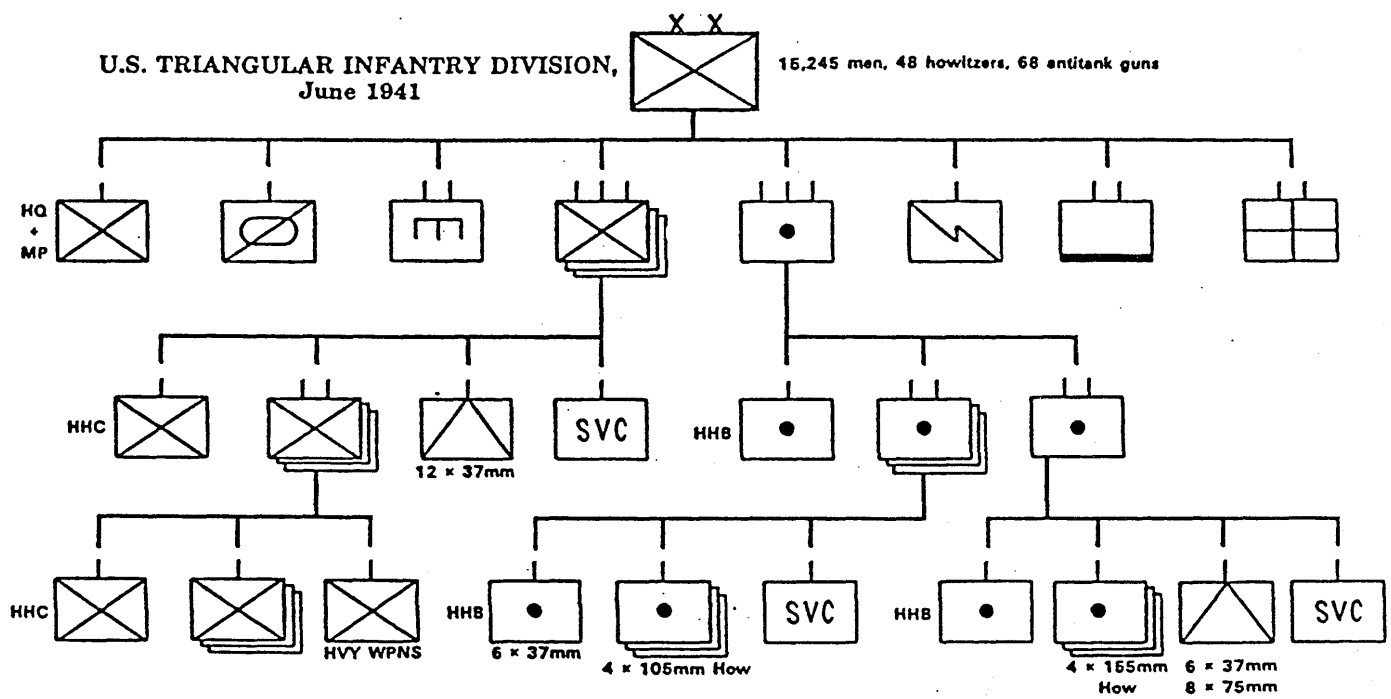 U.S. TRIANGULAR INFANTRY DIVISION,
June 1941
15,245 men, 48 howitzers, 68 antitank guns
HQ
+
MP
HHC
12 × 37mm
SVC
HHB
HHC
HVY WPNS
HHB
6 × 37mm
4 × 105mm How
SVC
HHB
4 × 155mm
How
6 × 37mm
8 × 75mm
SVC